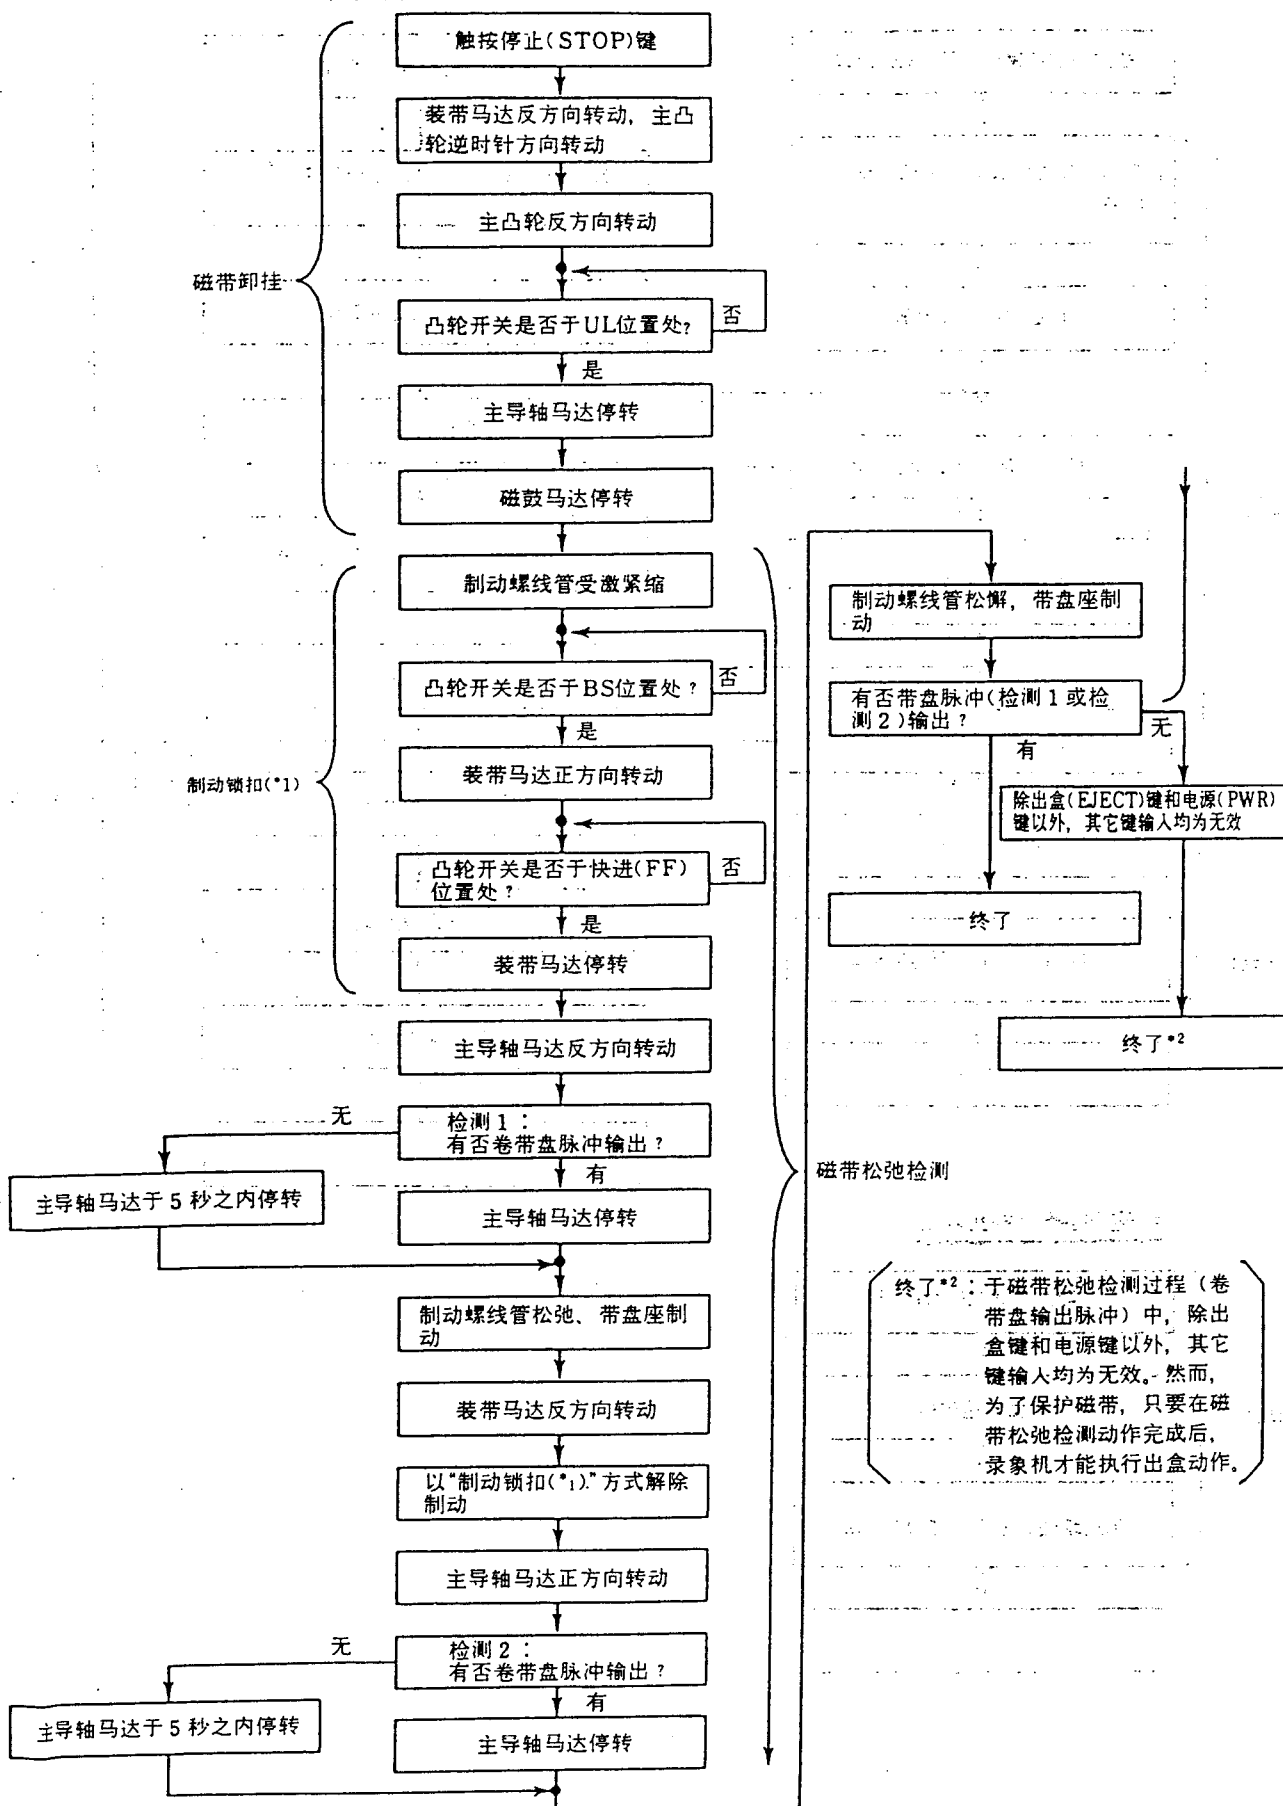 触按停止(STOP)键
装带马达反方向转动，主凸
轮逆时针方向转动
主凸轮反方向转动
磁带卸挂
凸轮开关是否于UL位置处？
否
是
主导轴马达停转
磁鼓马达停转
制动螺线管受激紧缩
凸轮开关是否于BS位置处？
否
是
制动锁扣(*1)
装带马达正方向转动
凸轮开关是否于快进(FF)
位置处？
否
是
装带马达停转
主导轴马达反方向转动
检测1：
有否卷带盘脉冲输出？
无
有
主导轴马达于5秒之内停转
主导轴马达停转
制动螺线管松弛、带盘座制
动
装带马达反方向转动
以“制动锁扣(*1)”方式解除
制动
主导轴马达正方向转动
检测2：
有否卷带盘脉冲输出？
无
有
主导轴马达于5秒之内停转
主导轴马达停转
制动螺线管松懈，带盘座制
动
有否带盘脉冲(检测1或检
测2)输出？
无
有
除出盒(EJECT)键和电源(PWR)
键以外，其它键输入均为无效
终了
终了*2
磁带松弛检测
终了*2：于磁带松弛检测过程（卷
带盘输出脉冲）中，除出
盒键和电源键以外，其它
键输入均为无效。然而，
为了保护磁带，只要在磁
带松弛检测动作完成后，
录象机才能执行出盒动作。